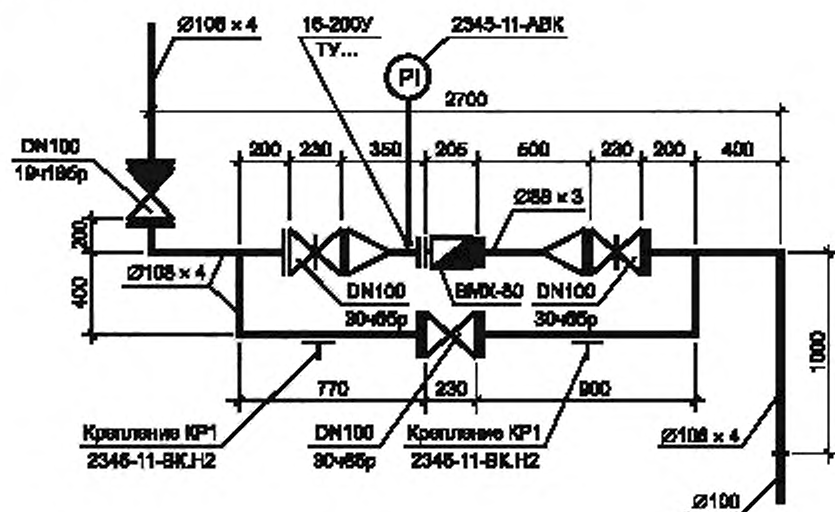 Ø108 × 4
16-200У
ТУ...
2345-11-АВК
PI
2700
DN100
19ч16бр
200
230
350
205
500
230
200
400
Ø88 × 3
200
400
Ø108 × 4
DN100
30ч6бр
ВМХ-80
DN100
30ч6бр
1000
770
230
900
Крепление КР1
2345-11-ВК.Н2
DN100
30ч6бр
Крепление КР1
2345-11-ВК.Н2
Ø108 × 4
Ø100